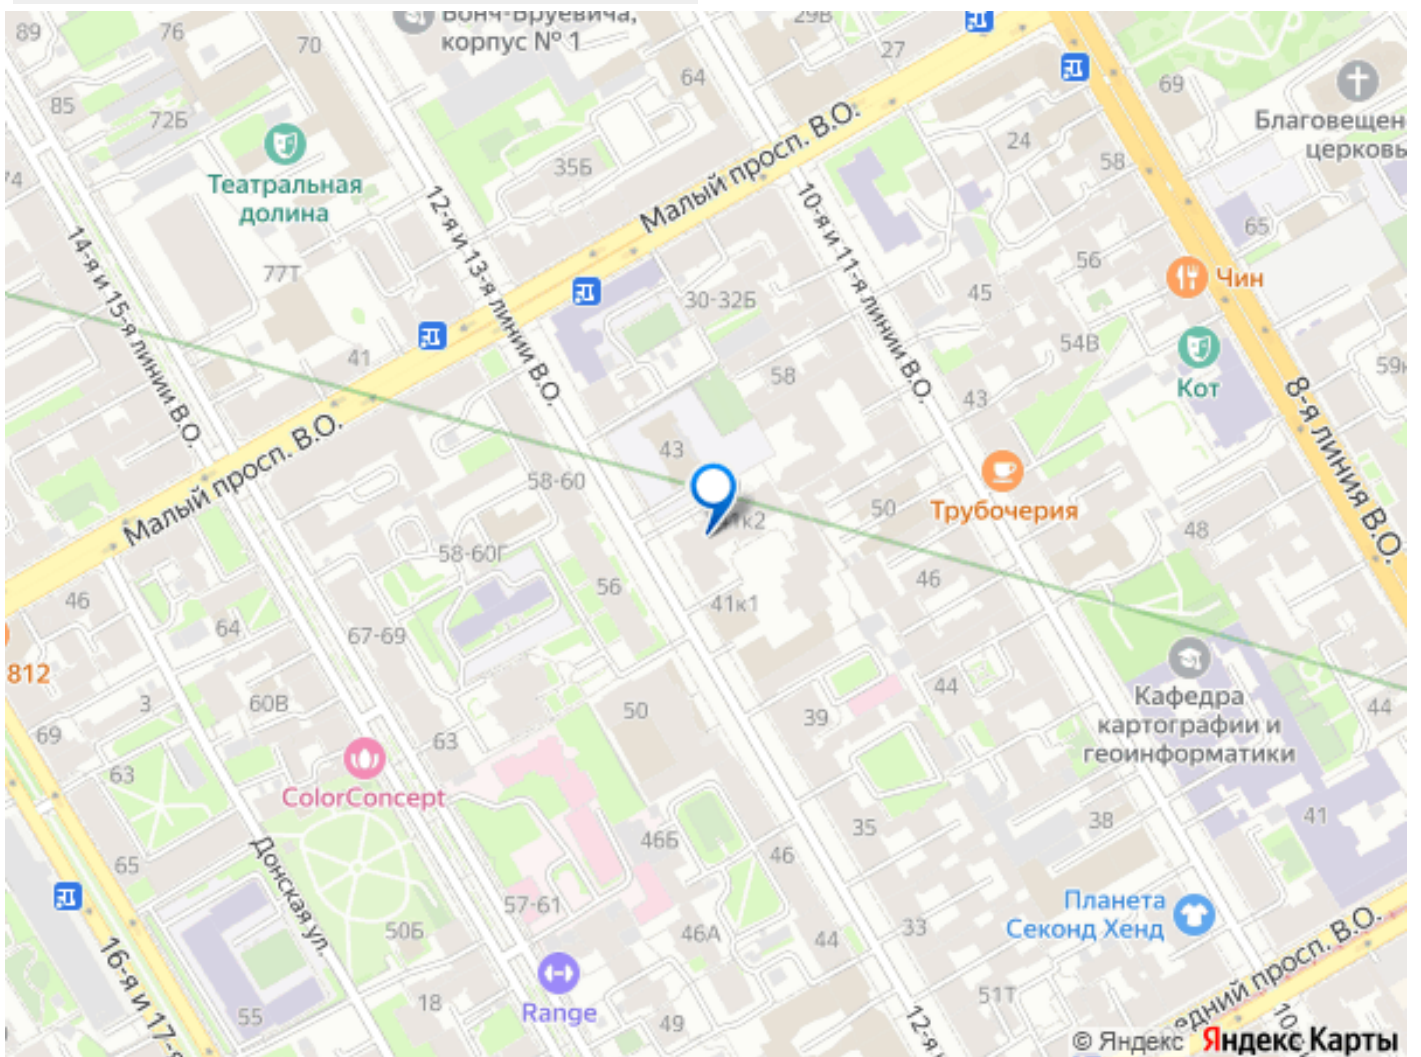 89
76
70
Бонч-Бруевича,
корпус № 1
29В
27
64
69
85
72Б
Благовещен
церковь
24
58
35Б
74
Театральная
долина
Малый просп. В.О.
12-я и 13-я линии В.О.
10-я и 11-я линии В.О.
14-я и 15-я линии В.О.
65
77Т
56
Чин
45
30-32Б
54В
41
58
59к
Кот
43
8-я линия В.О.
Малый просп. В.О.
43
58-60
Трубочерия
50
41к2
48
58-60Г
46
56
41к1
46
64
67-69
812
Кафедра
картографии и
геоинформатики
44
44
60В
3
50
39
69
63
63
ColorConcept
41
38
35
46Б
46
65
Донская ул.
57-61
Планета
Секонд Хенд
50Б
46А
44
33
16-я и 17-я
Range
18
55
49
51Т
12-я и
редний просп. В.О.
10
© Яндекс Яндекс Карты